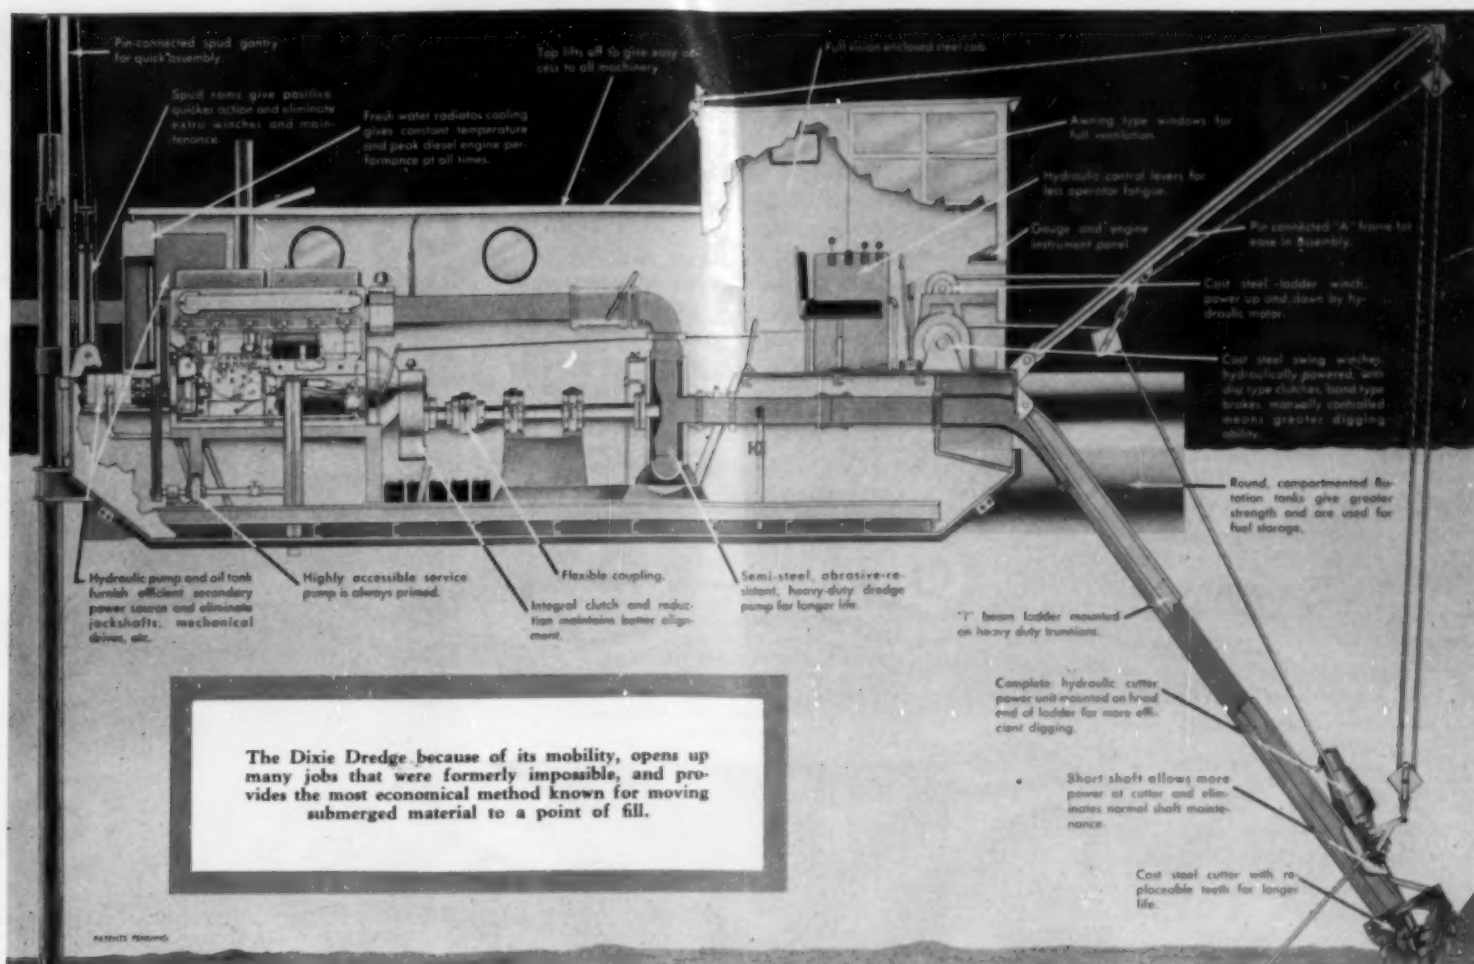 Pin-connected spud gantry
for quick assembly.
Spud rams give positive,
quicker action and eliminate
extra winches and main-
tenance.
Fresh water radiator cooling
gives constant temperature
and peak diesel engine per-
formance at all times.
Top lifts off to give easy ac-
cess to all machinery
Full vision enclosed steel cab.
Awning type windows for
full ventilation.
Hydraulic control levers for
less operator fatigue.
Gauge and engine
instrument panel.
Pin connected "A" frame for
ease in assembly.
Cast steel ladder winch,
power up and down by hy-
draulic motor.
Cast steel swing winches,
hydraulically powered, with
disc type clutches, band type
brakes, manually controlled
means greater digging
ability.
Round, compartmented flo-
tation tanks give greater
strength and are used for
fuel storage.
Hydraulic pump and oil tank
furnish efficient secondary
power source and eliminate
jackshafts, mechanical
drives, etc.
Highly accessible service
pump is always primed.
Flexible coupling.
Integral clutch and reduc-
tion maintains better align-
ment.
Semi-steel, abrasive-re-
sistant, heavy-duty dredge
pump for longer life.
beam ladder mounted
on heavy duty trunnions.
Complete hydraulic cutter
power unit mounted on head
end of ladder for more effi-
cient digging.
Short shaft allows more
power at cutter and elim-
inates normal shaft mainte-
nance.
Cast steel cutter with re-
placeable teeth for longer
life.
The Dixie Dredge because of its mobility, opens up
many jobs that were formerly impossible, and pro-
vides the most economical method known for moving
submerged material to a point of fill.
PATENTS PENDING